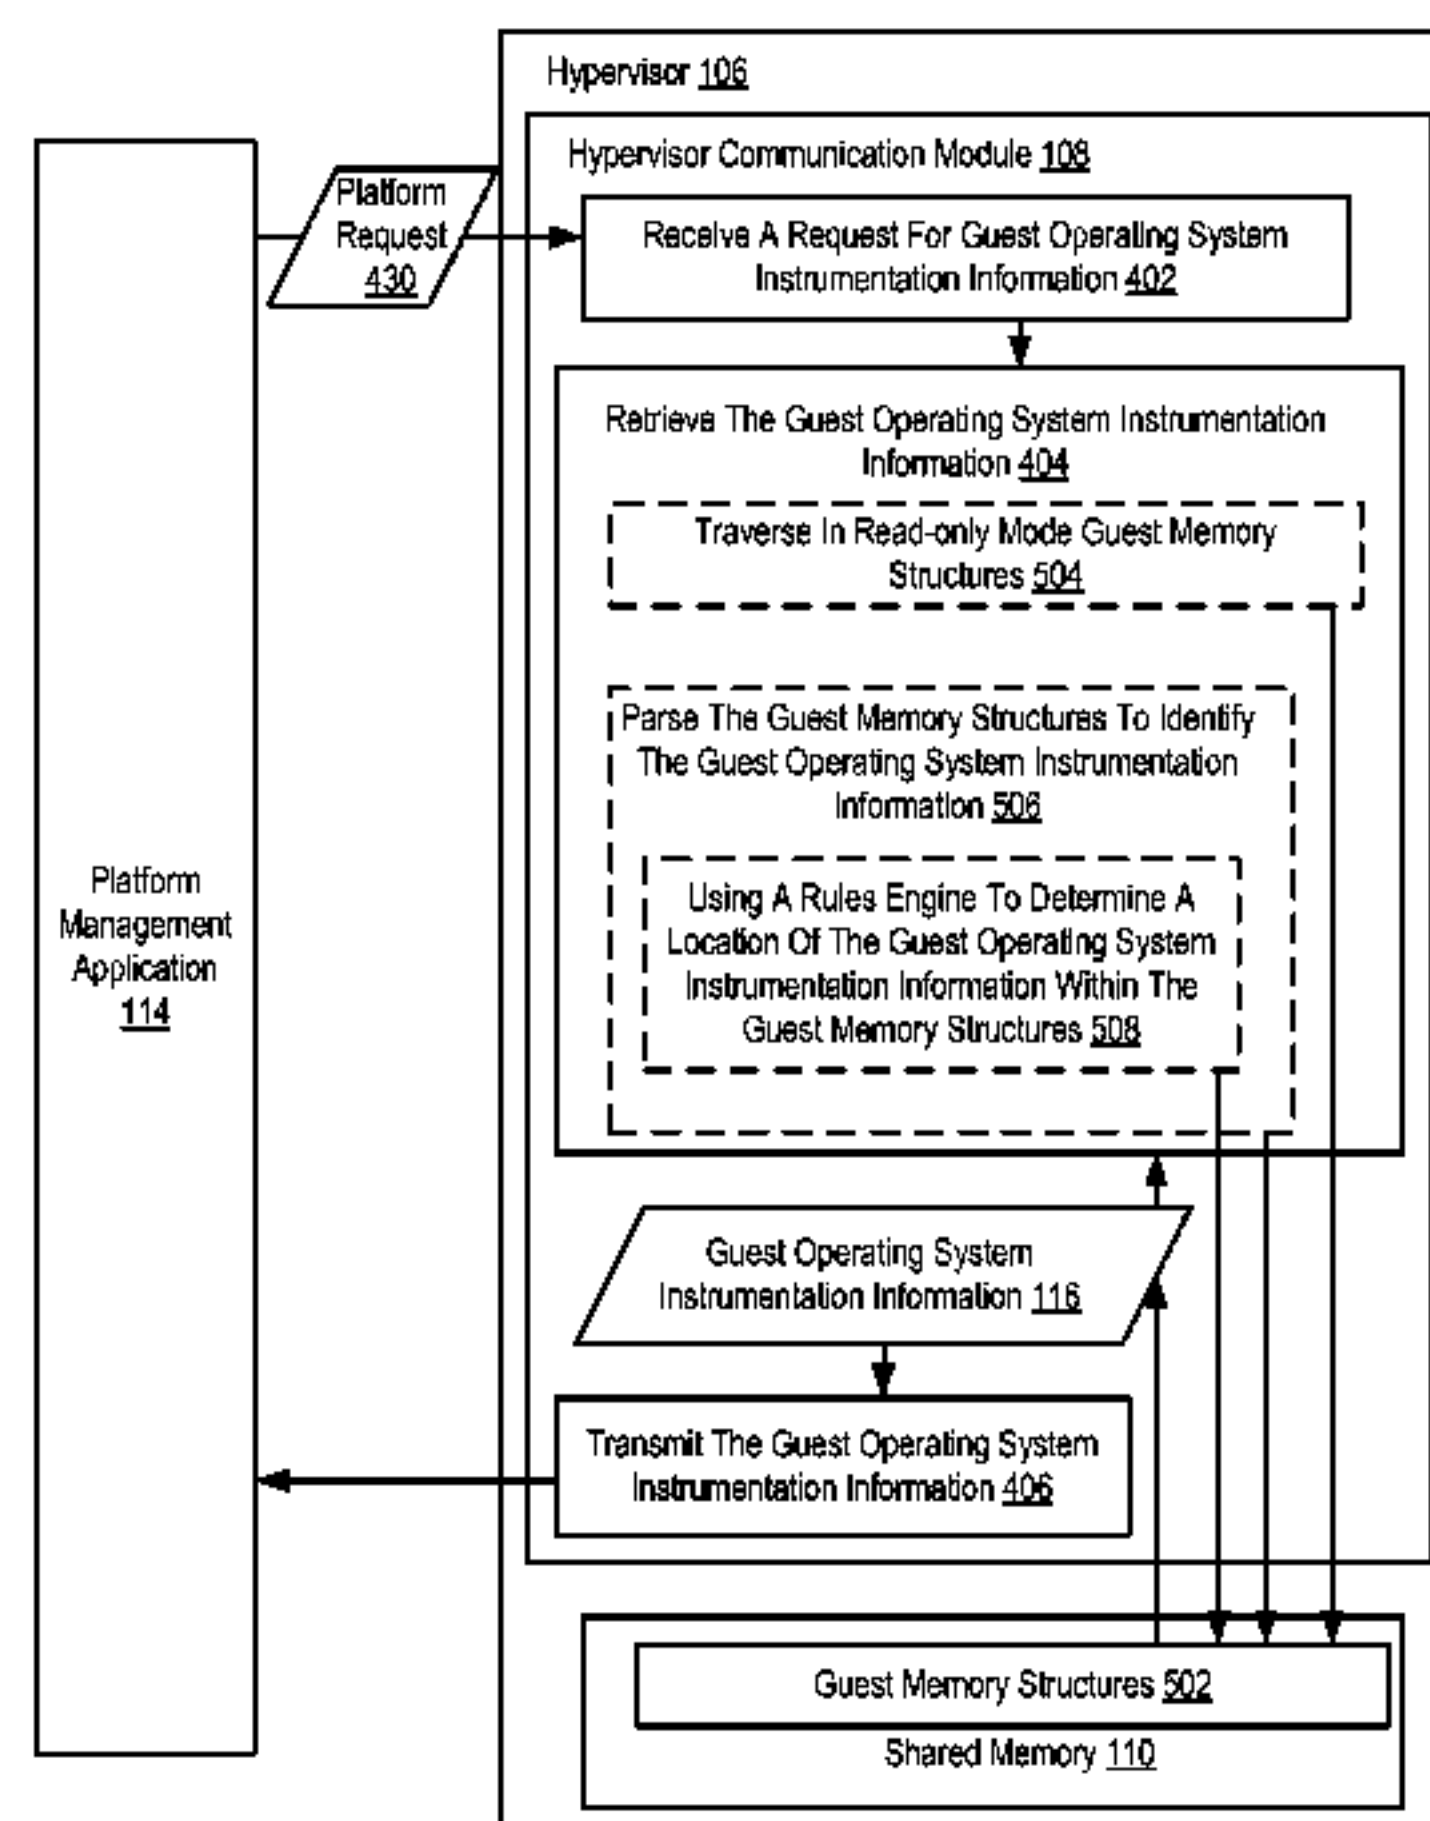 Hypervisor 106
Hypervisor Communication Module 108
Platform
Request
430
Receive A Request For Guest Operating System
Instrumentation Information 402
Retrieve The Guest Operating System Instrumentation
Information 404
Traverse In Read-only Mode Guest Memory
Structures 504
Parse The Guest Memory Structures To Identify
The Guest Operating System Instrumentation
Information 506
Using A Rules Engine To Determine A
Location Of The Guest Operating System
Instrumentation Information Within The
Guest Memory Structures 508
Platform
Management
Application
114
Guest Operating System
Instrumentation Information 116
Transmit The Guest Operating System
Instrumentation Information 406
Guest Memory Structures 502
Shared Memory 110